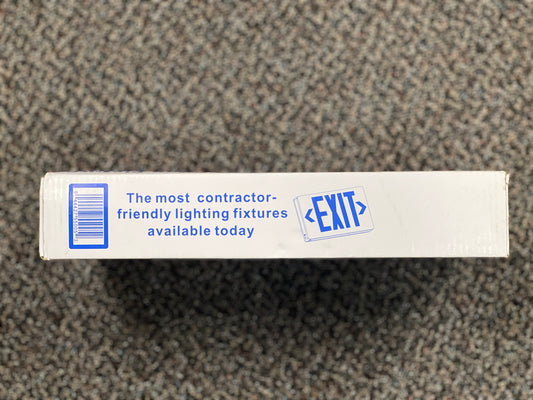 The most contractor-
friendly lighting fixtures
available today
<EXIT>